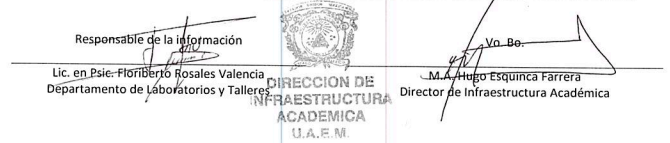 Responsable de la información
Lic. en Psic. Floriberto Rosales Valencia
Departamento de Laboratorios y Talleres
DIRECCION DE
INFRAESTRUCTURA
ACADEMICA
U.A.E.M.
Vo. Bo.
M.A. Hugo Esquinca Farrera
Director de Infraestructura Académica